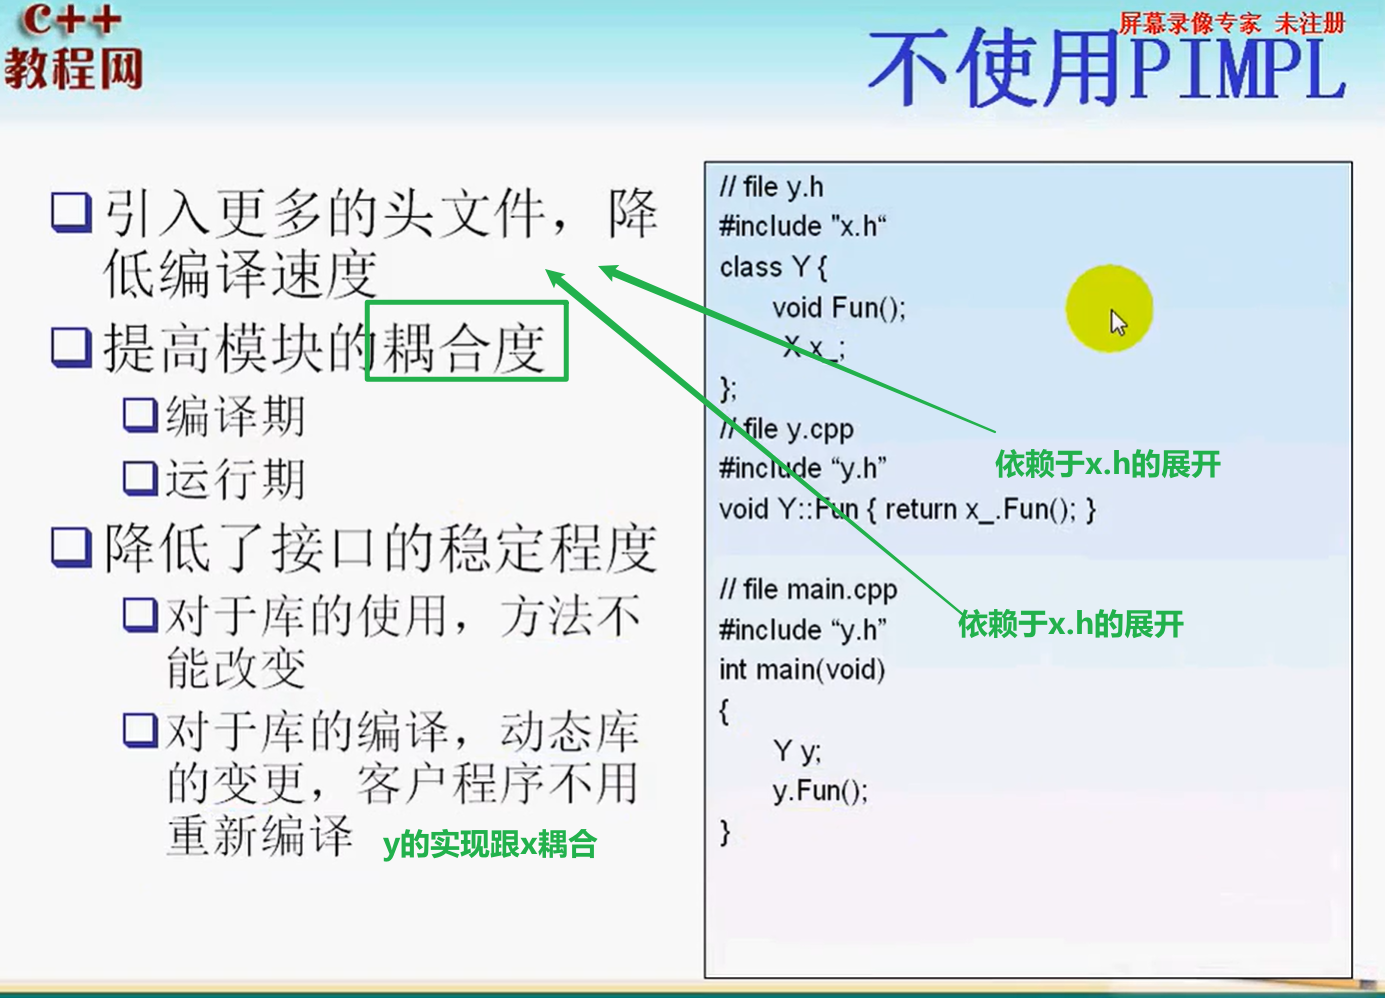 C++
教程网
屏幕录像专家 未注册
不使用PIMPL
引入更多的头文件，降
低编译速度
提高模块的耦合度
编译期
运行期
降低了接口的稳定程度
对于库的使用，方法不
能改变
对于库的编译，动态库
的变更，客户程序不用
重新编译
y的实现跟x耦合
// file y.h
#include "x.h“
class Y {
void Fun();
X x_;
};
// file y.cpp
依赖于x.h的展开
#include “y.h”
void Y::Fun { return x_.Fun(); }
// file main.cpp
#include “y.h”
依赖于x.h的展开
int main(void)
{
Y y;
y.Fun();
}